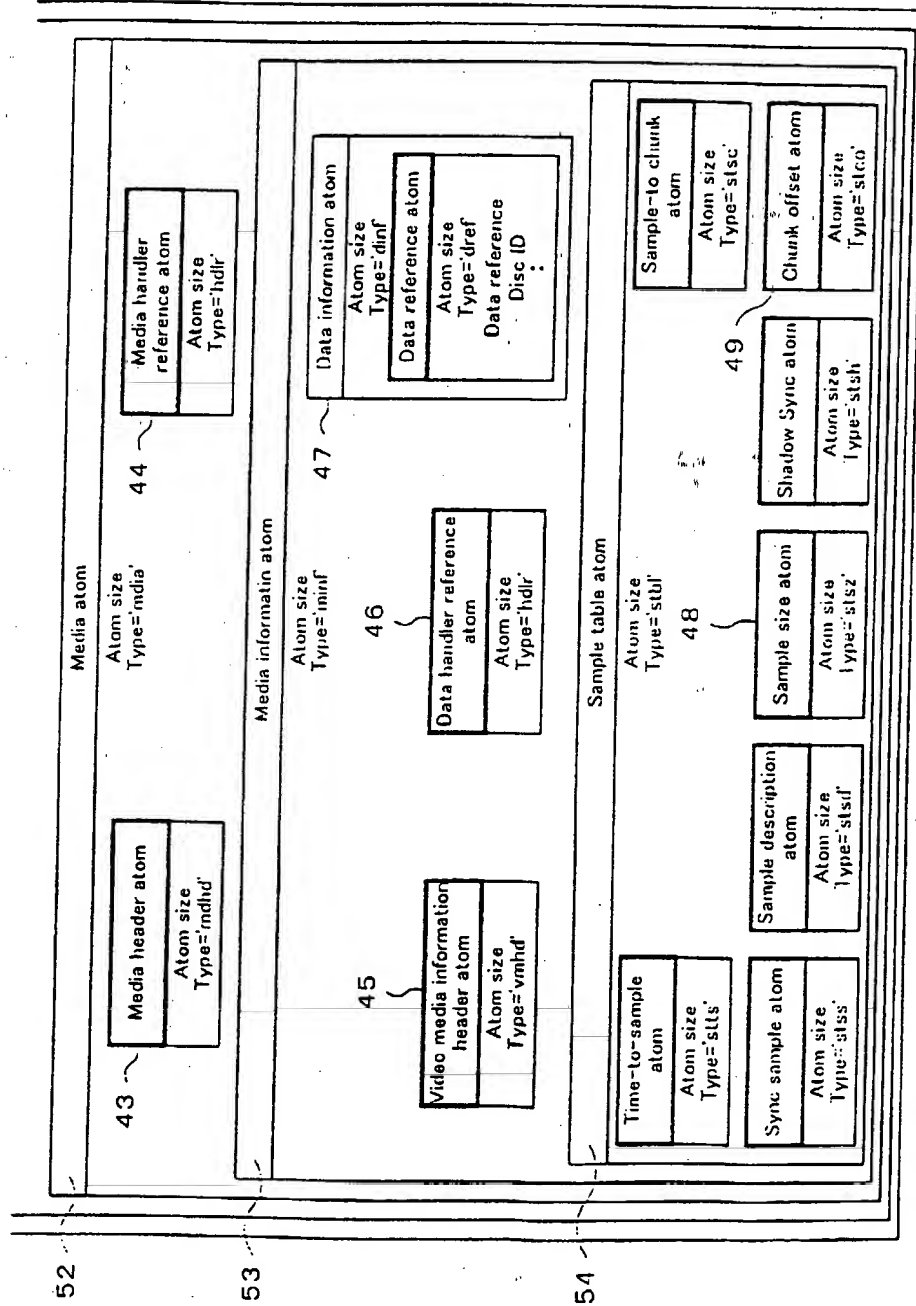 52
Media atom
Atom size
Type='mdia'
43
Media header atom
Atom size
Type='mdhd'
44
Media handler
reference atom
Atom size
Type='hdlr'
53
Media informatin atom
Atom size
Type='minf'
45
Video media information
header atom
Atom size
Type='vmhd'
46
Data handler reference
atom
Atom size
Type='hdlr'
47
Data information atom
Atom size
Type='dinf'
Data reference atom
Atom size
Type='dref'
Data reference
Disc ID
54
Sample table atom
Atom size
Type='stbl'
Time-to-sample
atom
Atom size
Type='stts'
Sample-to chunk
atom
Atom size
Type='stsc'
Sync sample atom
Atom size
Type='stss'
Sample description
atom
Atom size
Type='stsd'
48
Sample size atom
Atom size
Type='stsz'
Shadow Sync atom
Atom size
Type='stsh'
49
Chunk offset atom
Atom size
Type='stco'